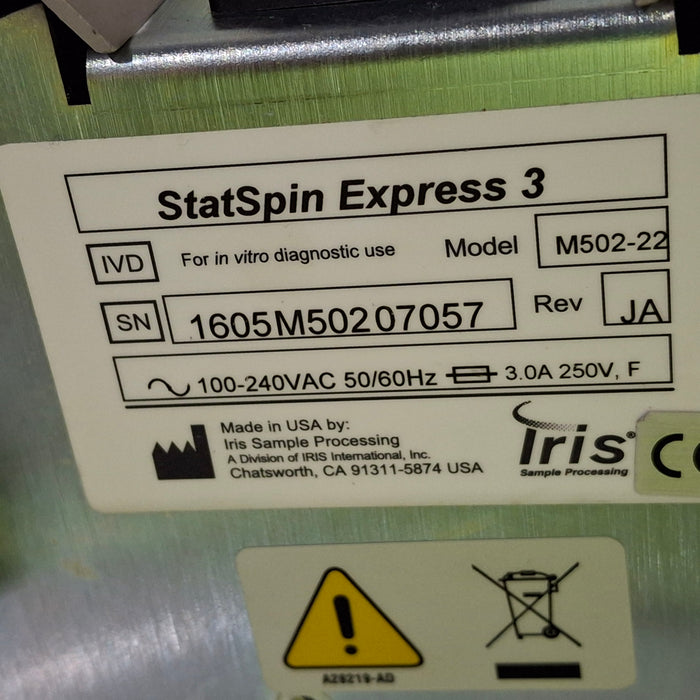 StatSpin Express 3
IVD For in vitro diagnostic use Model M502-22
SN 1605M50207057 Rev JA
100-240VAC 50/60Hz 3.0A 250V, F
Made in USA by:
Iris Sample Processing
A Division of IRIS International, Inc.
Chatsworth, CA 91311-5874 USA
Iris®
Sample Processing
CE
A28219-AD